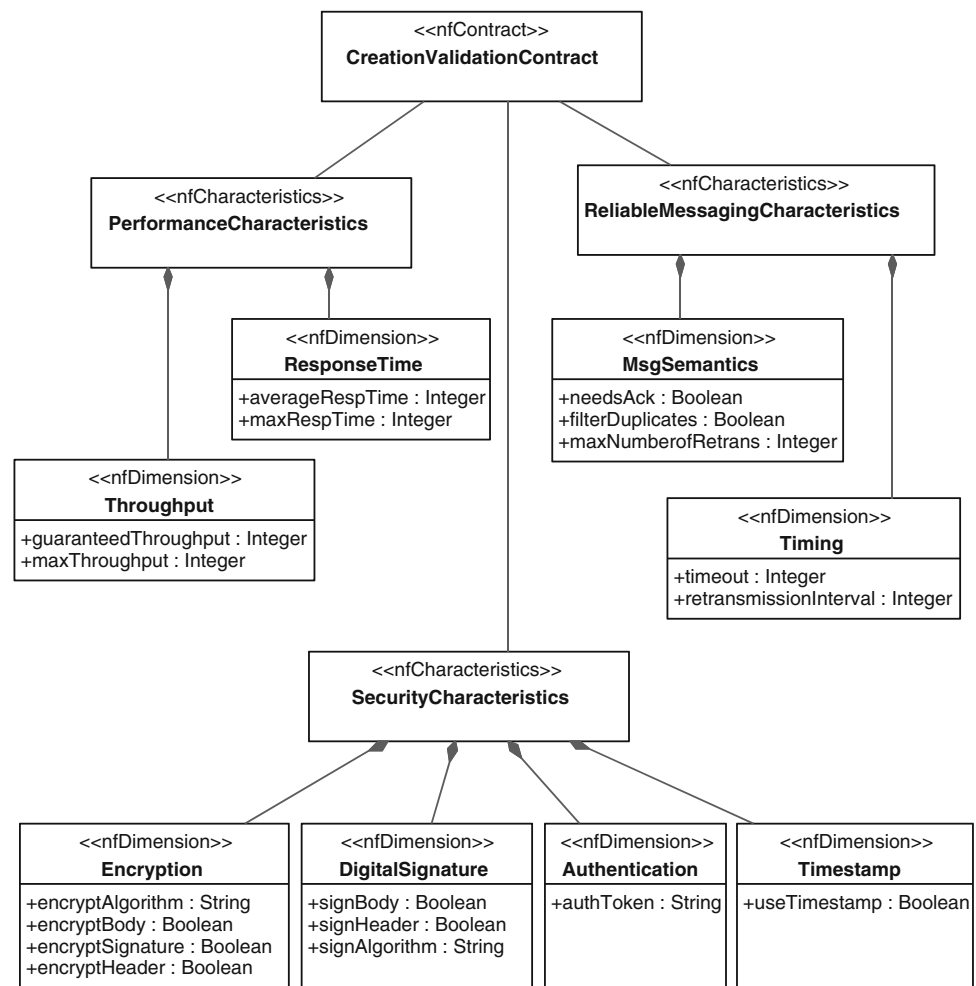 <<nfContract>>
CreationValidationContract
<<nfCharacteristics>>
PerformanceCharacteristics
<<nfCharacteristics>>
ReliableMessagingCharacteristics
<<nfDimension>>
ResponseTime
+averageRespTime : Integer
+maxRespTime : Integer
<<nfDimension>>
MsgSemantics
+needsAck : Boolean
+filterDuplicates : Boolean
+maxNumberofRetrans : Integer
<<nfDimension>>
Throughput
+guaranteedThroughput : Integer
+maxThroughput : Integer
<<nfDimension>>
Timing
+timeout : Integer
+retransmissionInterval : Integer
<<nfCharacteristics>>
SecurityCharacteristics
<<nfDimension>>
Encryption
+encryptAlgorithm : String
+encryptBody : Boolean
+encryptSignature : Boolean
+encryptHeader : Boolean
<<nfDimension>>
DigitalSignature
+signBody : Boolean
+signHeader : Boolean
+signAlgorithm : String
<<nfDimension>>
Authentication
+authToken : String
<<nfDimension>>
Timestamp
+useTimestamp : Boolean